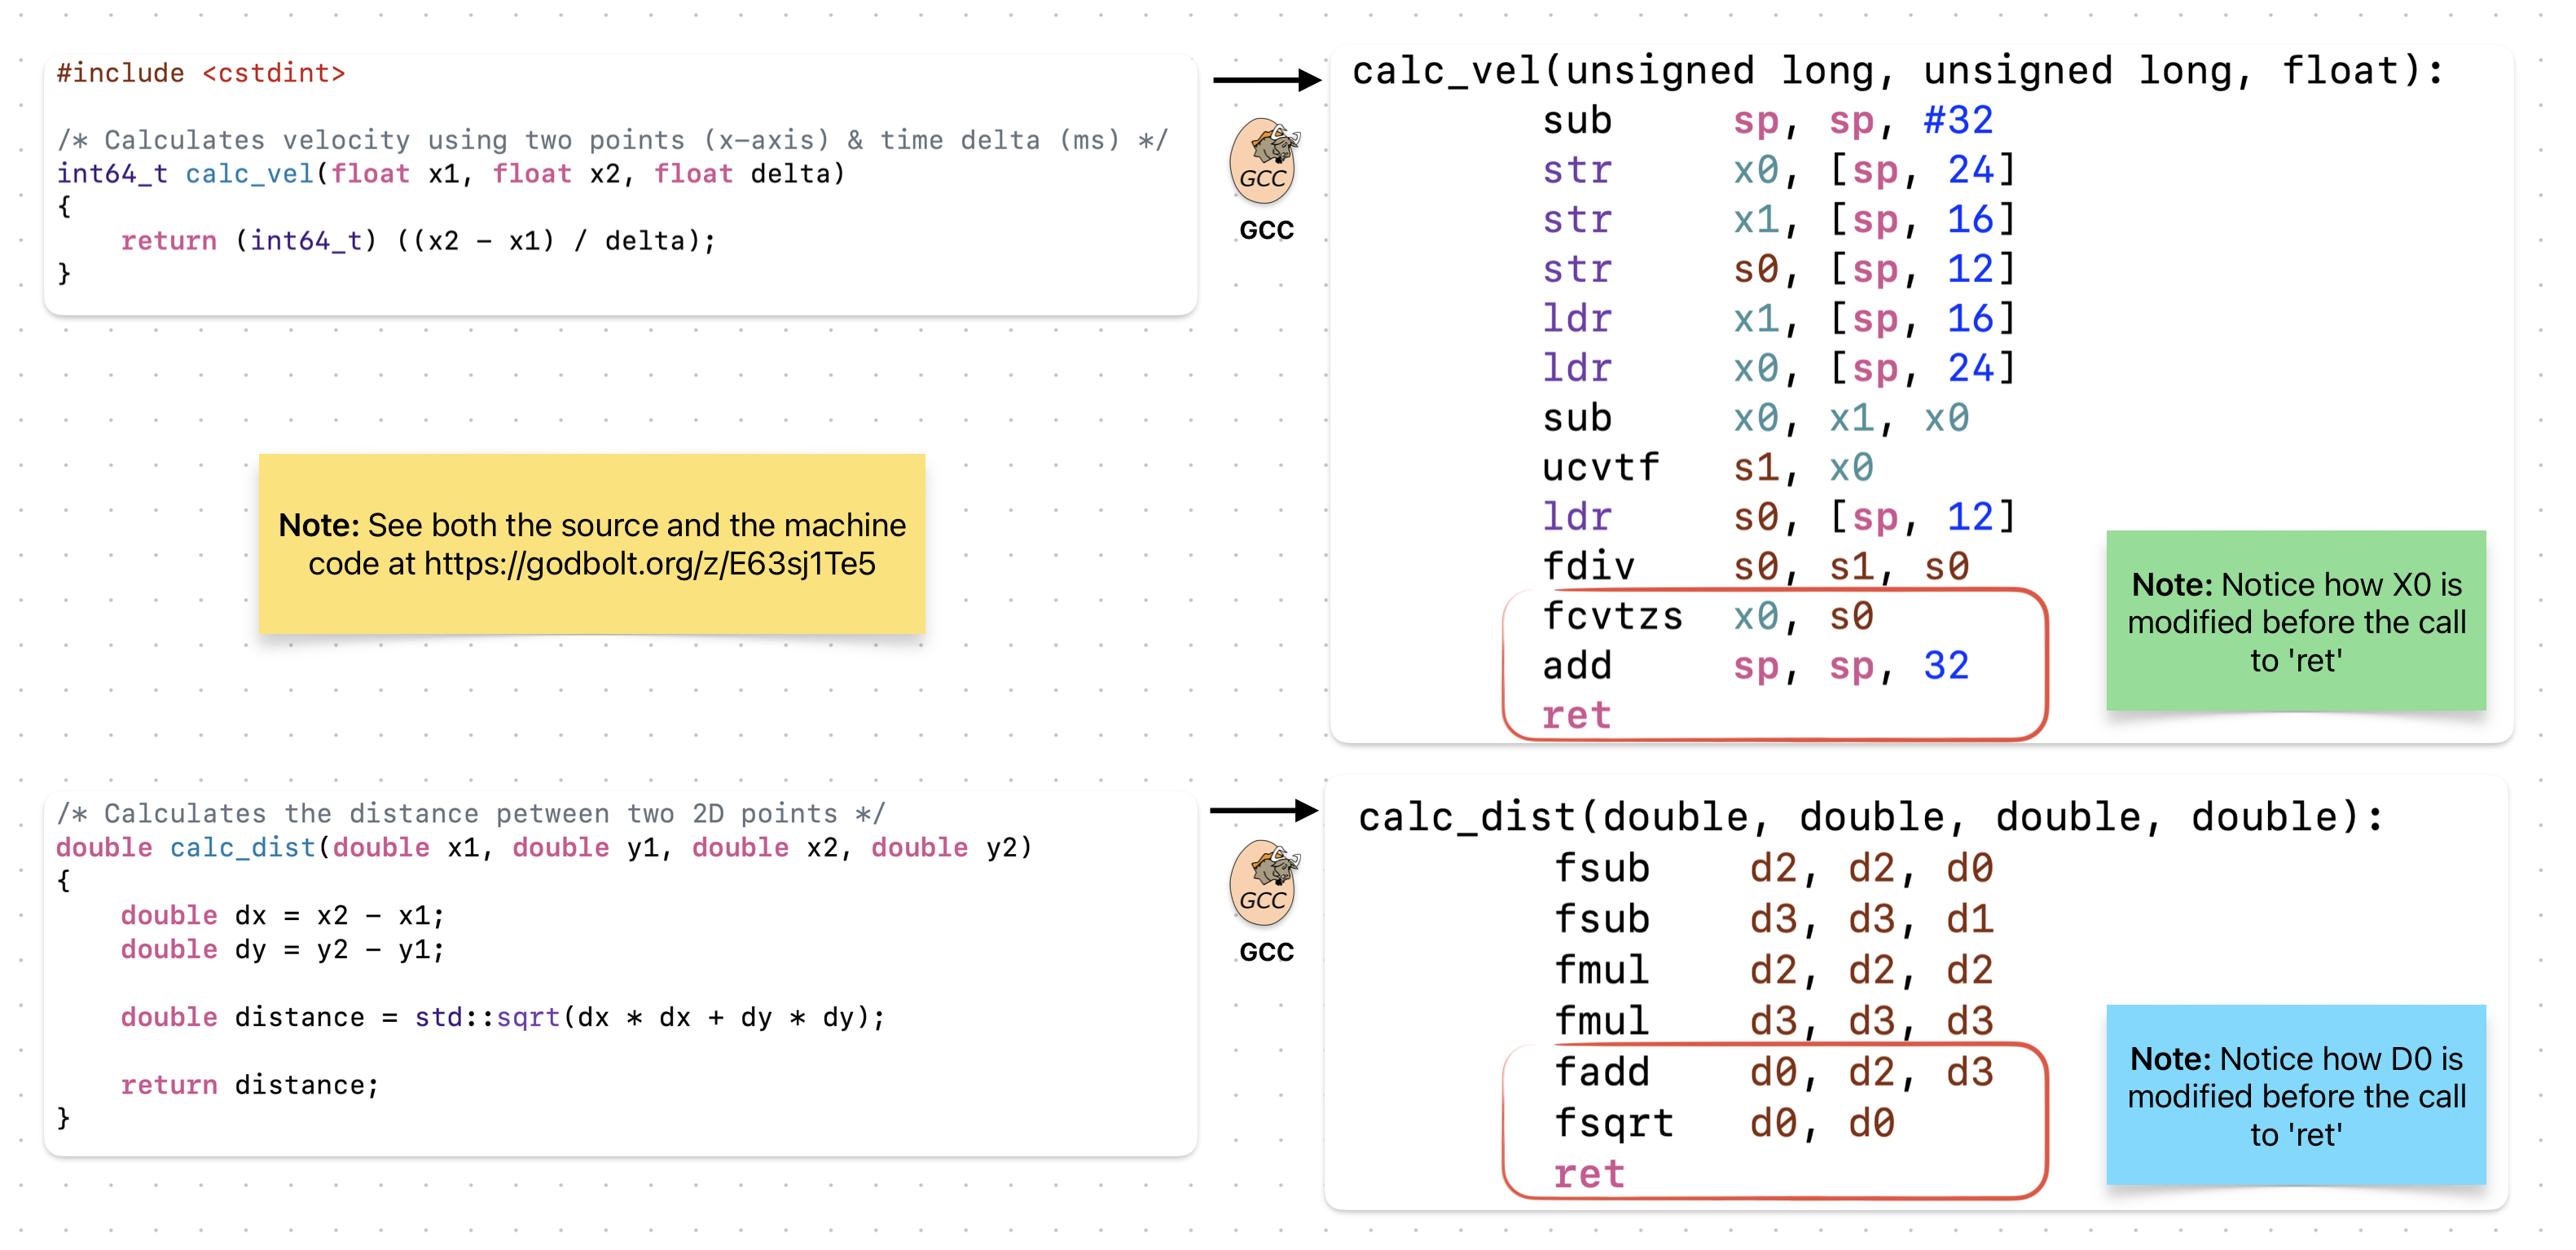 #include <cstdint>
/* Calculates velocity using two points (x-axis) & time delta (ms) */
int64_t calc_vel(float x1, float x2, float delta)
{
    return (int64_t) ((x2 - x1) / delta);
}
GCC
GCC
calc_vel(unsigned long, unsigned long, float):
sub sp, sp, #32
str x0, [sp, 24]
str x1, [sp, 16]
str s0, [sp, 12]
ldr x1, [sp, 16]
ldr x0, [sp, 24]
sub x0, x1, x0
ucvtf s1, x0
ldr s0, [sp, 12]
fdiv s0, s1, s0
fcvtzs x0, s0
add sp, sp, 32
ret
Note: See both the source and the machine
code at https://godbolt.org/z/E63sj1Te5
Note: Notice how X0 is
modified before the call
to 'ret'
/* Calculates the distance petween two 2D points */
double calc_dist(double x1, double y1, double x2, double y2)
{
    double dx = x2 - x1;
    double dy = y2 - y1;
    double distance = std::sqrt(dx * dx + dy * dy);
    return distance;
}
GCC
GCC
calc_dist(double, double, double, double):
fsub d2, d2, d0
fsub d3, d3, d1
fmul d2, d2, d2
fmul d3, d3, d3
fadd d0, d2, d3
fsqrt d0, d0
ret
Note: Notice how D0 is
modified before the call
to 'ret'